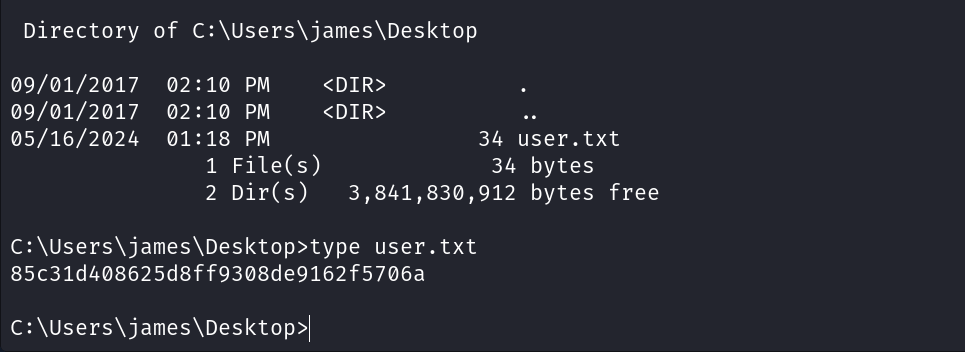 Directory of C:\Users\james\Desktop
09/01/2017  02:10 PM    <DIR>          .
09/01/2017  02:10 PM    <DIR>          ..
05/16/2024  01:18 PM                34 user.txt
1 File(s)             34 bytes
2 Dir(s)   3,841,830,912 bytes free
C:\Users\james\Desktop>type user.txt
85c31d408625d8ff9308de9162f5706a
C:\Users\james\Desktop>